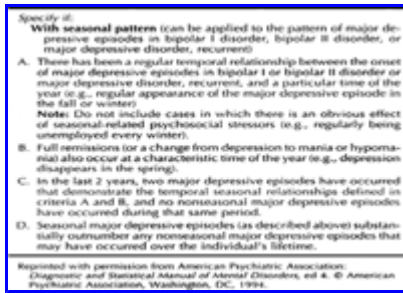 Specify if:
With seasonal pattern (can be applied to the pattern of major de-
pressive episodes in bipolar I disorder, bipolar II disorder, or
major depressive disorder, recurrent)
A. There has been a regular temporal relationship between the onset
of major depressive episodes in bipolar I or bipolar II disorder or
major depressive disorder, recurrent, and a particular time of the
year (e.g., regular appearance of the major depressive episode in
the fall or winter)
Note: Do not include cases in which there is an obvious effect
of seasonal-related psychosocial stressors (e.g., regularly being
unemployed every winter).
B. Full remissions (or a change from depression to mania or hypoma-
nia) also occur at a characteristic time of the year (e.g., depression
disappears in the spring).
C. In the last 2 years, two major depressive episodes have occurred
that demonstrate the temporal seasonal relationships defined in
criteria A and B, and no nonseasonal major depressive episodes
have occurred during that same period.
D. Seasonal major depressive episodes (as described above) substan-
tially outnumber any nonseasonal major depressive episodes that
may have occurred over the individual's lifetime.
Reprinted with permission from American Psychiatric Association:
Diagnostic and Statistical Manual of Mental Disorders, ed 4. © American
Psychiatric Association, Washington, DC, 1994.